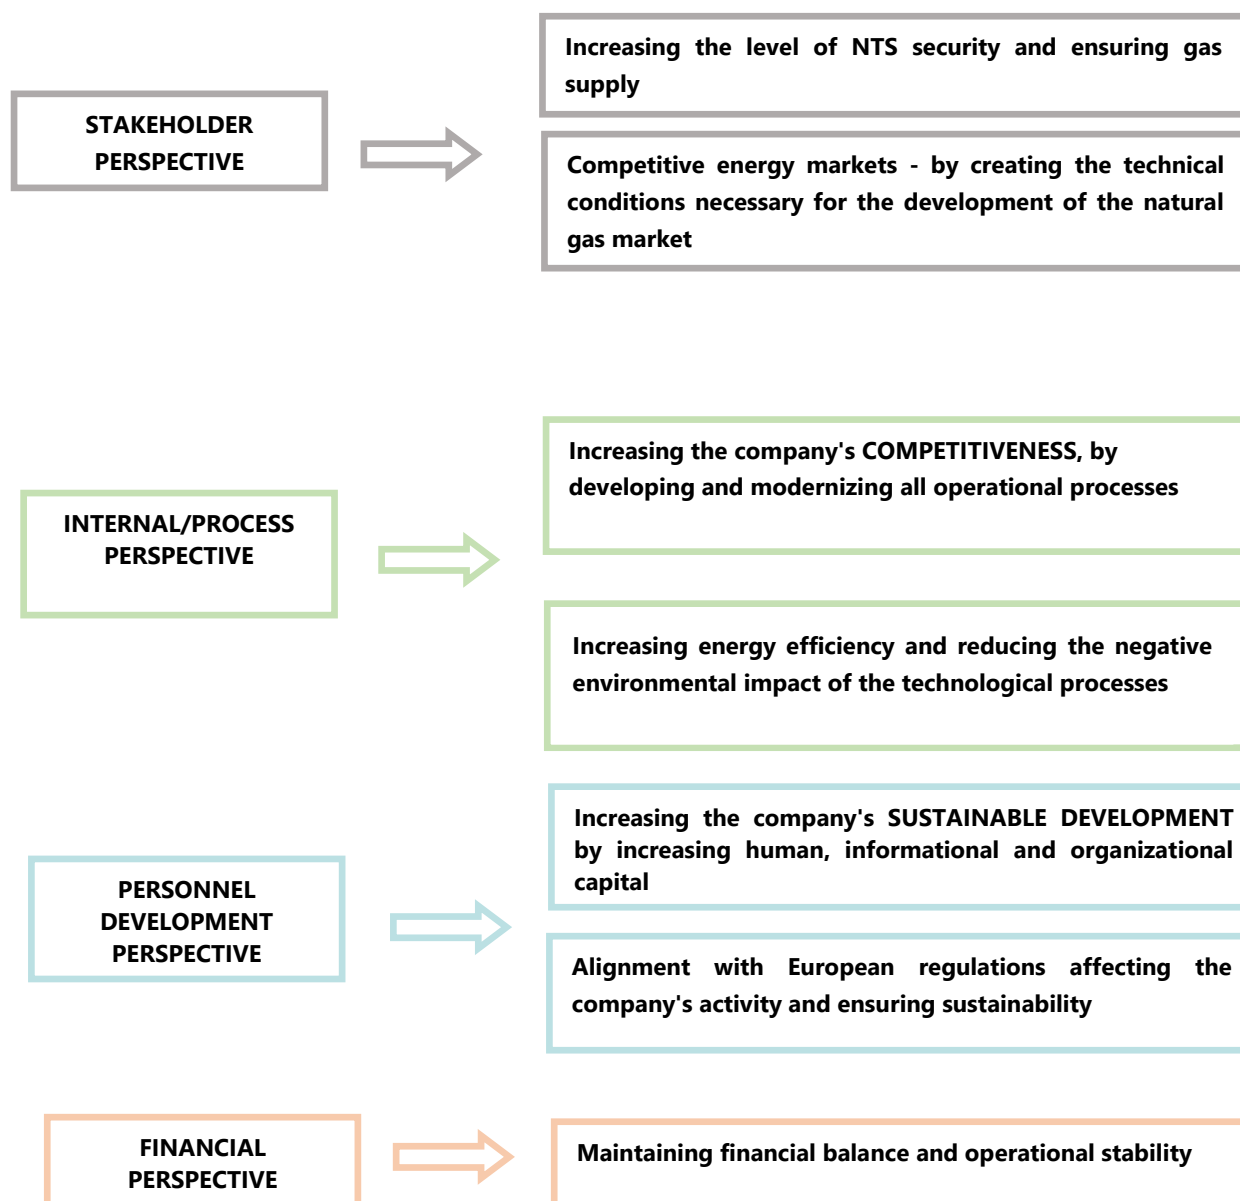 STAKEHOLDER
PERSPECTIVE
Increasing the level of NTS security and ensuring gas
supply
Competitive energy markets - by creating the technical
conditions necessary for the development of the natural
gas market
INTERNAL/PROCESS
PERSPECTIVE
Increasing the company's COMPETITIVENESS, by
developing and modernizing all operational processes
Increasing energy efficiency and reducing the negative
environmental impact of the technological processes
PERSONNEL
DEVELOPMENT
PERSPECTIVE
Increasing the company's SUSTAINABLE DEVELOPMENT
by increasing human, informational and organizational
capital
Alignment with European regulations affecting the
company's activity and ensuring sustainability
FINANCIAL
PERSPECTIVE
Maintaining financial balance and operational stability